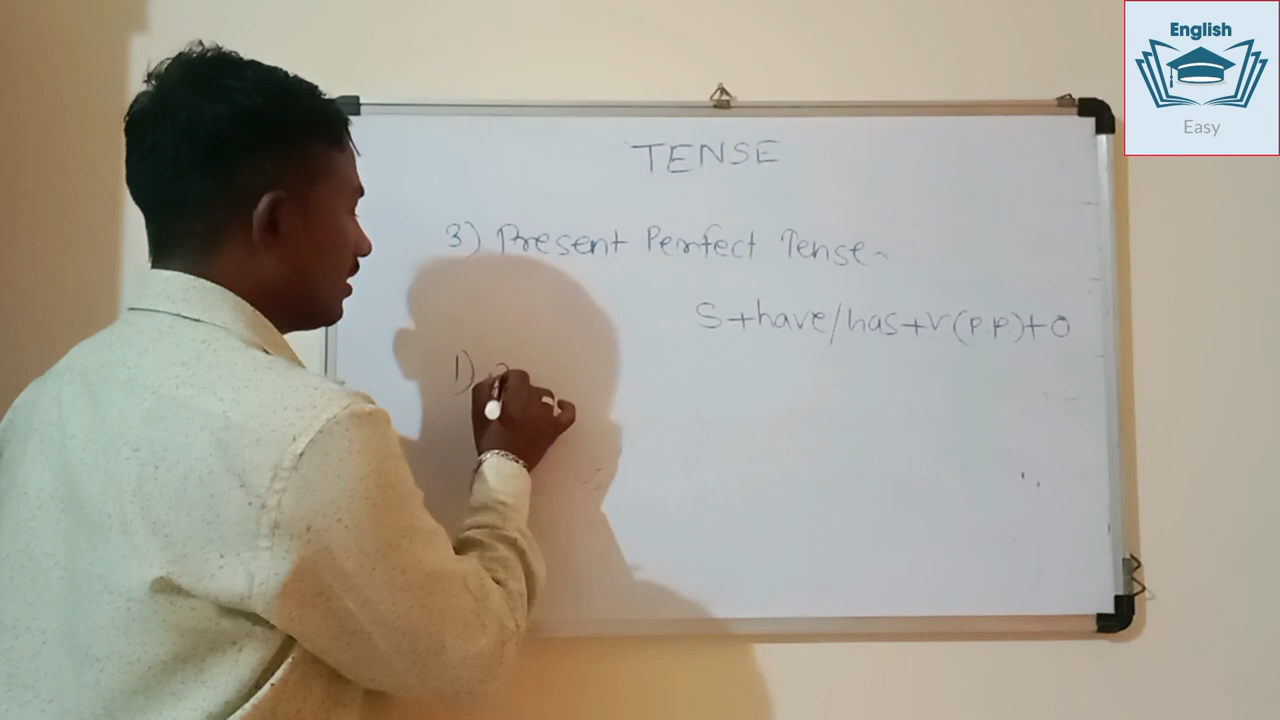 English
Easy
TENSE
3) Present Perfect Tense-
S+have/has+v(pp)+O
1)